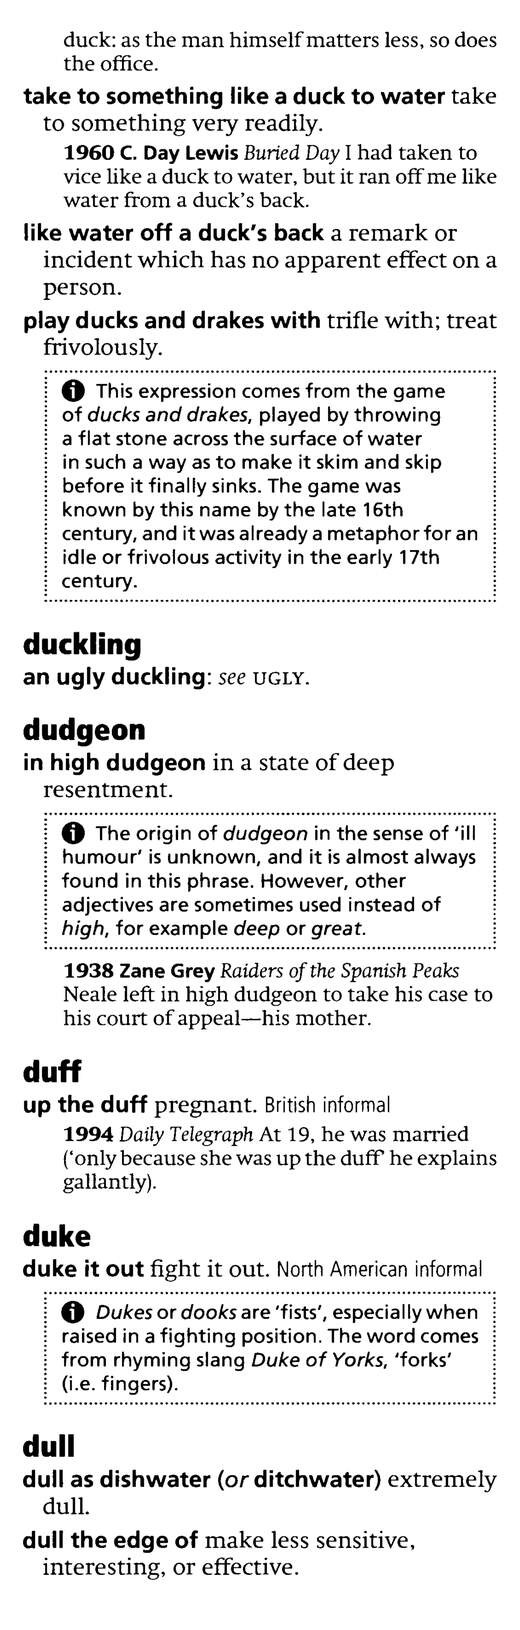 duck: as the man himself matters less, so does
the office.
take to something like a duck to water take
to something very readily.
1960 C. Day Lewis Buried Day I had taken to
vice like a duck to water, but it ran off me like
water from a duck's back.
like water off a duck's back a remark or
incident which has no apparent effect on a
person.
play ducks and drakes with trifle with; treat
frivolously.
i This expression comes from the game
of ducks and drakes, played by throwing
a flat stone across the surface of water
in such a way as to make it skim and skip
before it finally sinks. The game was
known by this name by the late 16th
century, and it was already a metaphor for an
idle or frivolous activity in the early 17th
century.
duckling
an ugly duckling: see UGLY.
dudgeon
in high dudgeon in a state of deep
resentment.
i The origin of dudgeon in the sense of ‘ill
humour’ is unknown, and it is almost always
found in this phrase. However, other
adjectives are sometimes used instead of
high, for example deep or great.
1938 Zane Grey Raiders of the Spanish Peaks
Neale left in high dudgeon to take his case to
his court of appeal—his mother.
duff
up the duff pregnant. British informal
1994 Daily Telegraph At 19, he was married
(‘only because she was up the duff’ he explains
gallantly).
duke
duke it out fight it out. North American informal
i Dukes or dooks are ‘fists’, especially when
raised in a fighting position. The word comes
from rhyming slang Duke of Yorks, ‘forks’
(i.e. fingers).
dull
dull as dishwater (or ditchwater) extremely
dull.
dull the edge of make less sensitive,
interesting, or effective.